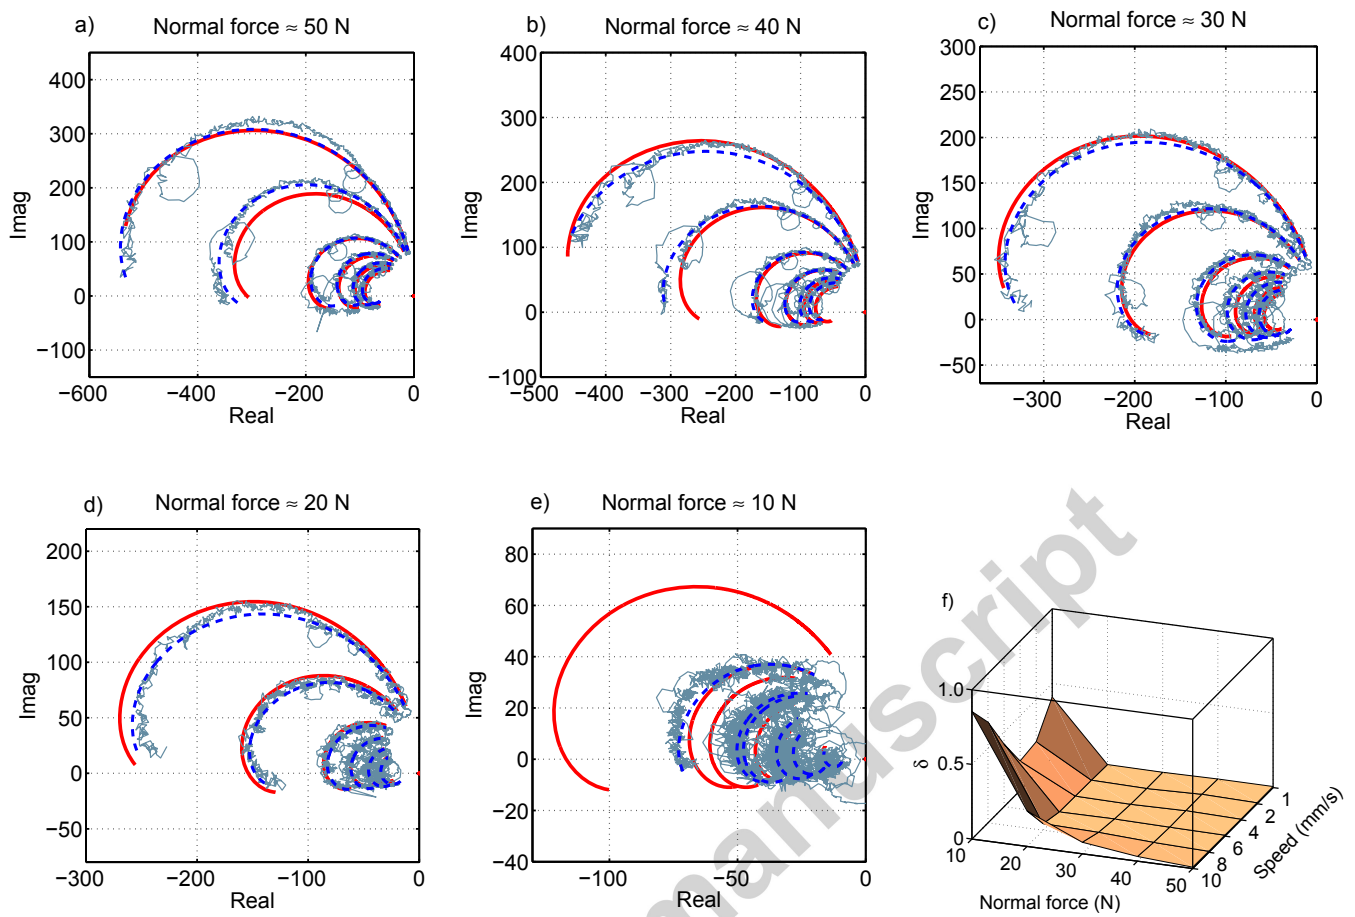 a) Normal force ≈ 50 N
400
300
200
100
0
−100
−600 −400 −200 0
Imag
Real
b) Normal force ≈ 40 N
400
300
200
100
0
−100
−500 −400 −300 −200 −100 0
Imag
Real
c) Normal force ≈ 30 N
300
250
200
150
100
50
0
−50
−300 −200 −100 0
Imag
Real
d) Normal force ≈ 20 N
200
150
100
50
0
−50
−300 −200 −100 0
Imag
Real
e) Normal force ≈ 10 N
80
60
40
20
0
−20
−40
−100 −50 0
Imag
Real
f)
1.0
0.5
0
δ
10 20 30 40 50
Normal force (N)
10 8 6 4 2 1
Speed (mm/s)
manuscript